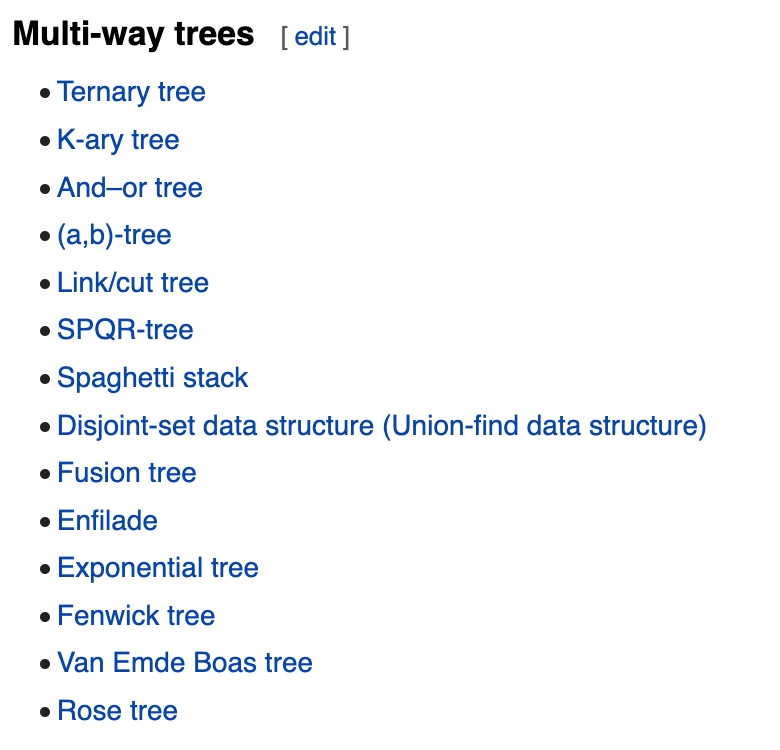 Multi-way trees [ edit ]
• Ternary tree
• K-ary tree
• And–or tree
• (a,b)-tree
• Link/cut tree
• SPQR-tree
• Spaghetti stack
• Disjoint-set data structure (Union-find data structure)
• Fusion tree
• Enfilade
• Exponential tree
• Fenwick tree
• Van Emde Boas tree
• Rose tree